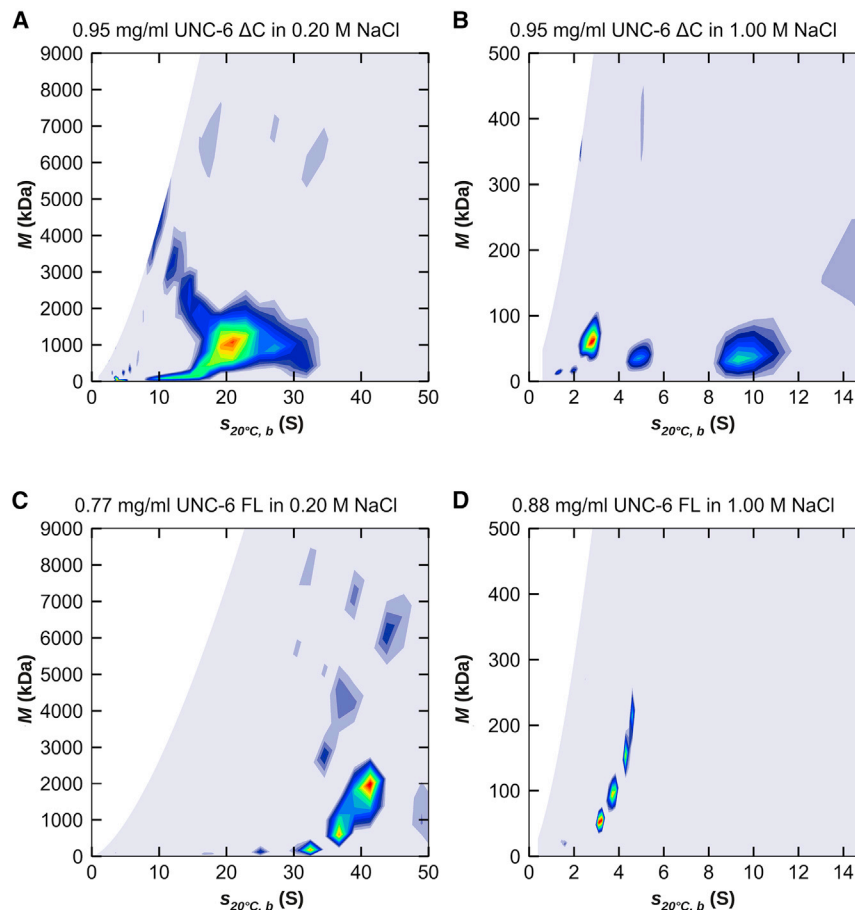 A
0.95 mg/ml UNC-6 ΔC in 0.20 M NaCl
9000
8000
7000
6000
5000
4000
3000
2000
1000
0
M (kDa)
0 10 20 30 40 50
s20°C, b (S)
B
0.95 mg/ml UNC-6 ΔC in 1.00 M NaCl
500
400
300
200
100
0
M (kDa)
0 2 4 6 8 10 12 14
s20°C, b (S)
C
0.77 mg/ml UNC-6 FL in 0.20 M NaCl
9000
8000
7000
6000
5000
4000
3000
2000
1000
0
M (kDa)
0 10 20 30 40 50
s20°C, b (S)
D
0.88 mg/ml UNC-6 FL in 1.00 M NaCl
500
400
300
200
100
0
M (kDa)
0 2 4 6 8 10 12 14
s20°C, b (S)